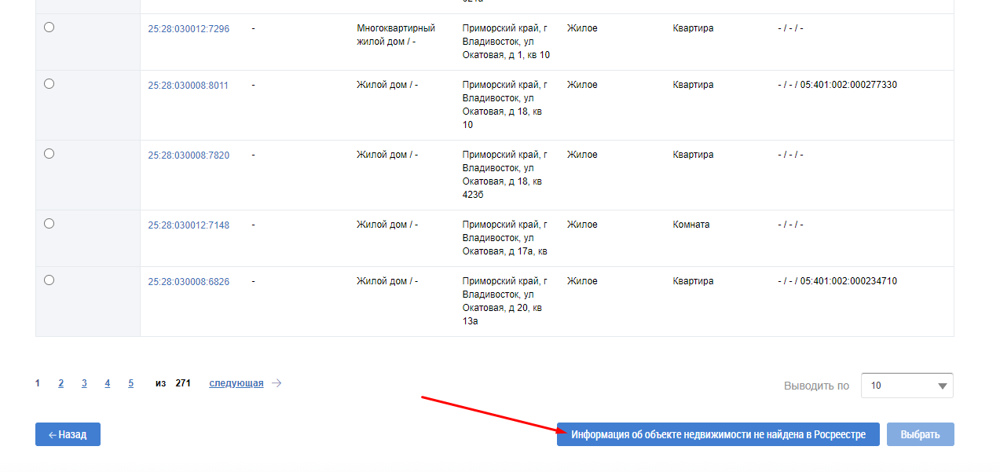 25:28:030012:7296 - Многоквартирный Приморский край, г Жилое Квартира - / - / -
жилой дом / - Владивосток, ул
Окатовая, д 1, кв 10
25:28:030008:8011 - Жилой дом / - Приморский край, г Жилое Квартира - / - / 05:401:002:000277330
Владивосток, ул
Окатовая, д 18, кв
10
25:28:030008:7820 - Жилой дом / - Приморский край, г Жилое Квартира - / - / -
Владивосток, ул
Окатовая, д 18, кв
423б
25:28:030012:7148 - Жилой дом / - Приморский край, г Жилое Комната - / - / -
Владивосток, ул
Окатовая, д 17а, кв
25:28:030008:6826 - Жилой дом / - Приморский край, г Жилое Квартира - / - / 05:401:002:000234710
Владивосток, ул
Окатовая, д 20, кв
13а
1 2 3 4 5 из 271 следующая → Выводить по 10
← Назад Информация об объекте недвижимости не найдена в Росреестре Выбрать